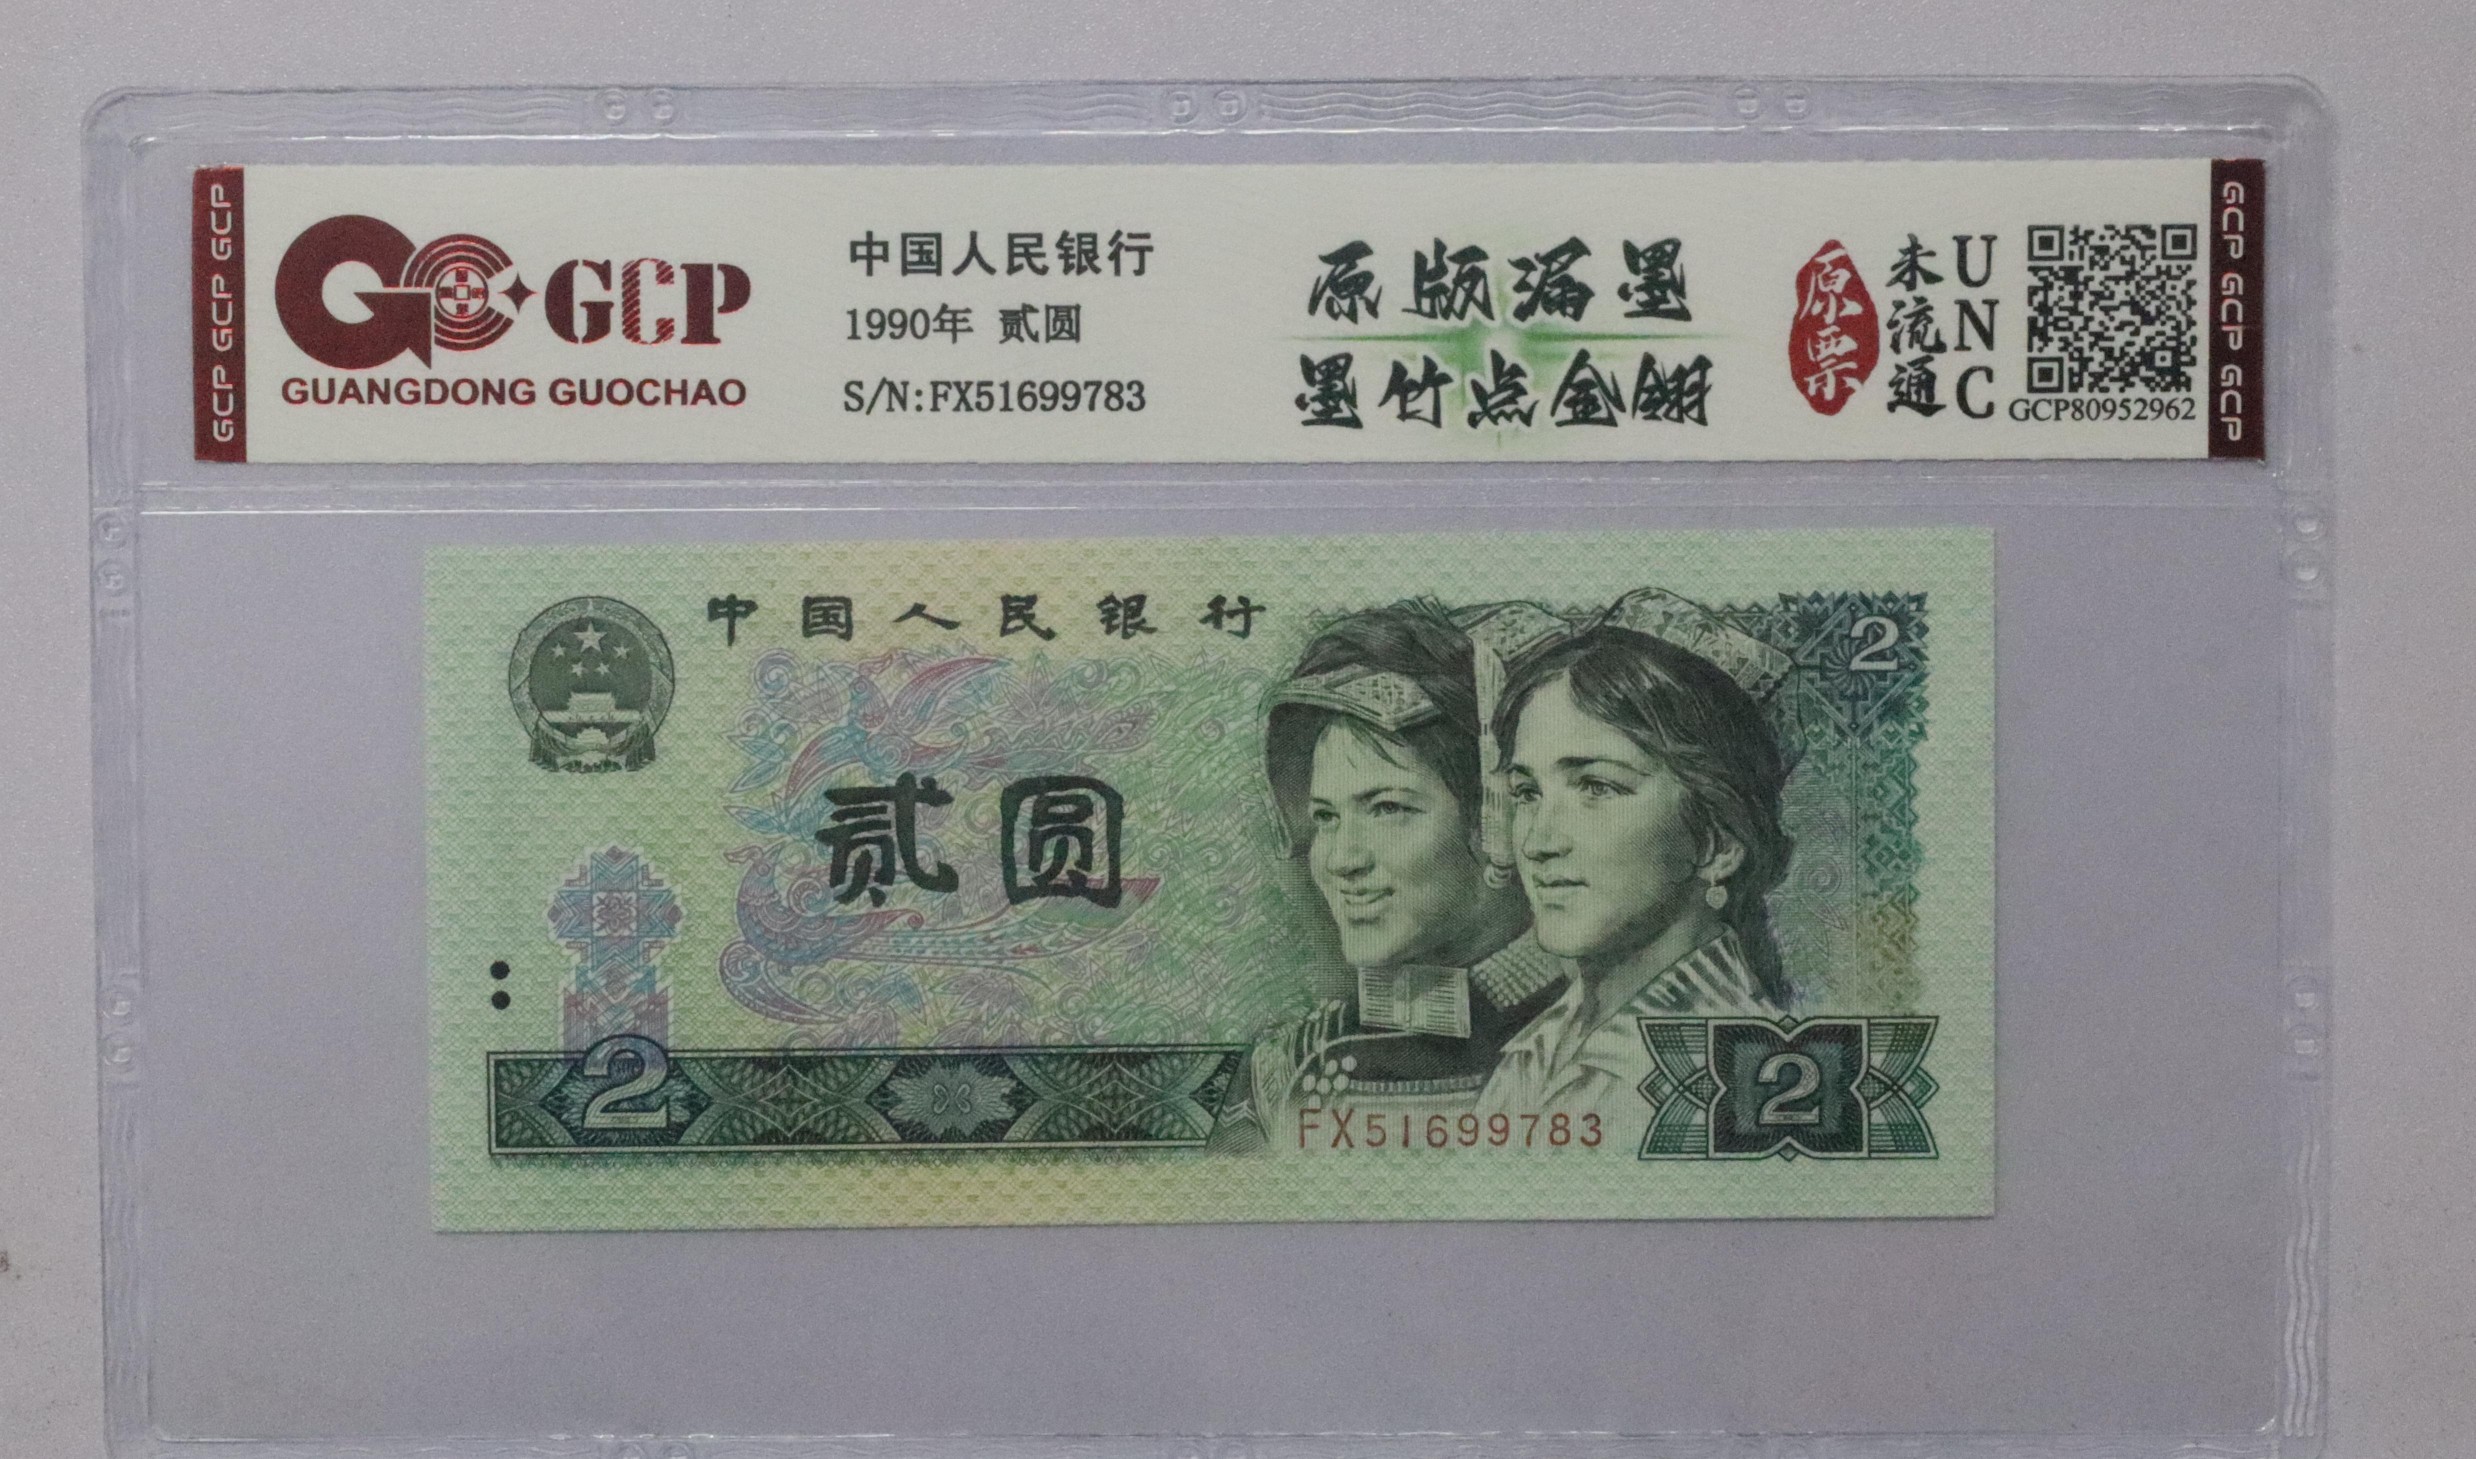 GCP GCP GCP
GCP
GUANGDONG GUOCHAO
中国人民银行
1990年 贰圆
S/N:FX51699783
原版漏墨
墨竹点金翎
原票
未流通
UNC
GCP80952962
GCP GCP GCP
中国人民银行
2
贰圆
2
FX51699783
2